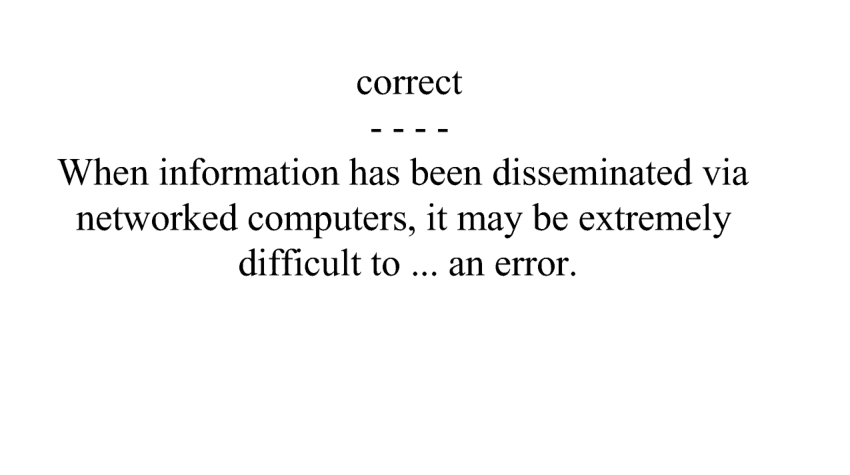 correct
- - - -
When information has been disseminated via
networked computers, it may be extremely
difficult to ... an error.